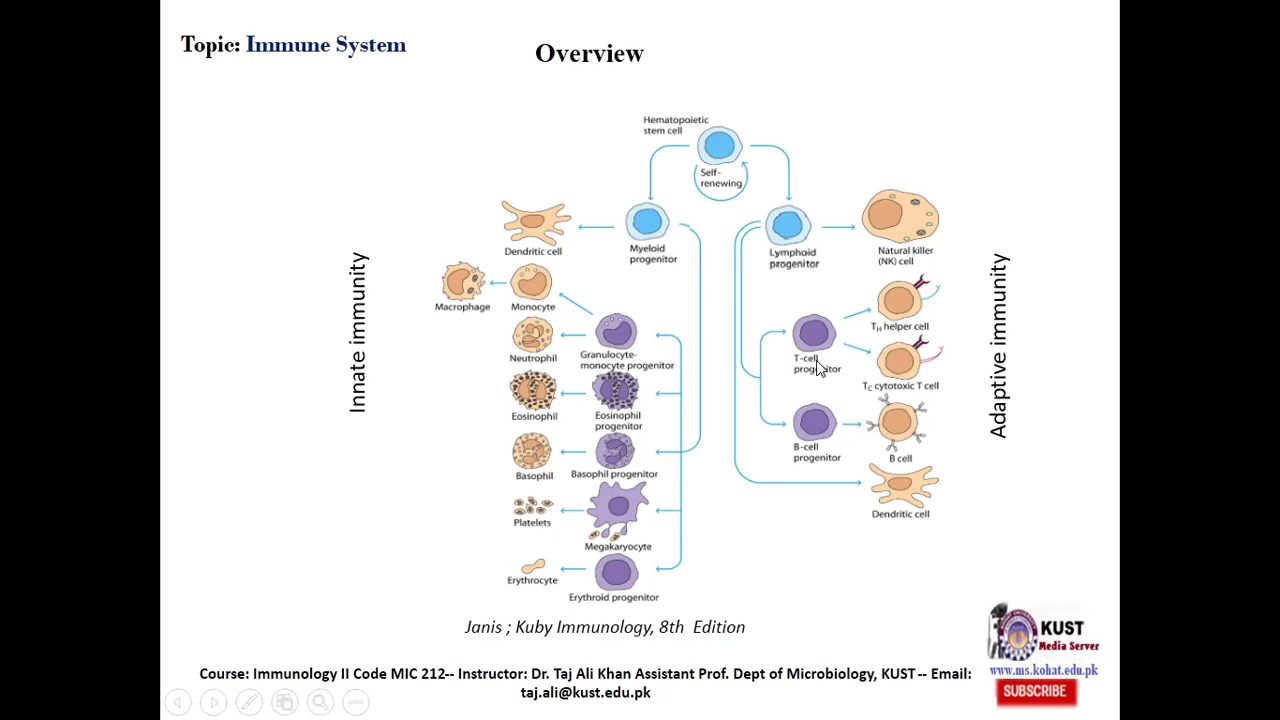 Topic: Immune System
Overview
Hematopoietic
stem cell
Self-
renewing
Dendritic cell
Myeloid
progenitor
Lymphoid
progenitor
Natural killer
(NK) cell
Innate immunity
Adaptive immunity
Macrophage
Monocyte
TH helper cell
Neutrophil
Granulocyte-
monocyte progenitor
T-cell
progenitor
TC cytotoxic T cell
Eosinophil
Eosinophil
progenitor
B-cell
progenitor
B cell
Basophil
Basophil progenitor
Platelets
Megakaryocyte
Dendritic cell
Erythrocyte
Erythroid progenitor
Janis ; Kuby Immunology, 8th Edition
KUST
Media Server
www.ms.kohat.edu.pk
SUBSCRIBE
Course: Immunology II Code MIC 212-- Instructor: Dr. Taj Ali Khan Assistant Prof. Dept of Microbiology, KUST -- Email:
taj.ali@kust.edu.pk